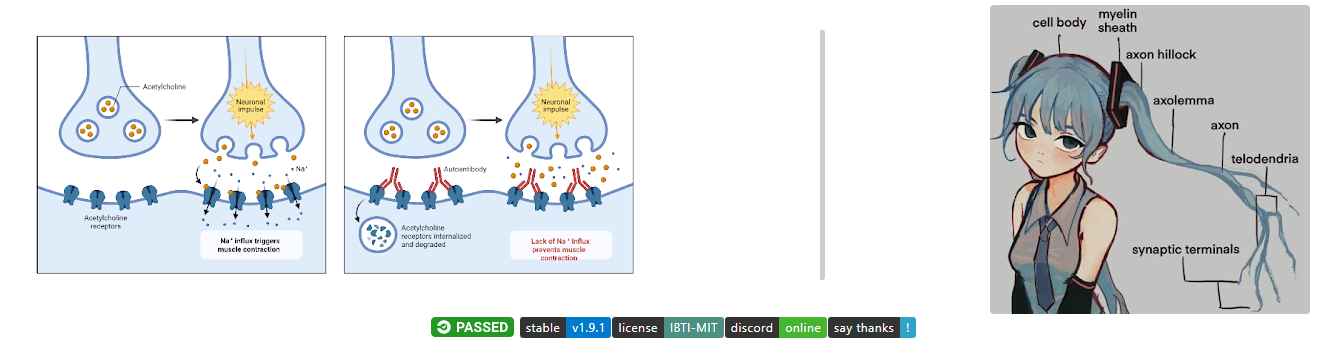 Acetylcholine
Neuronal
impulse
Na⁺
Acetylcholine
receptors
Na⁺ influx triggers
muscle contraction
Neuronal
impulse
Autoantibody
Acetylcholine
receptors internalized
and degraded
Lack of Na⁺ influx
prevents muscle
contraction
cell body
myelin
sheath
axon hillock
axolemma
axon
telodendria
synaptic terminals
PASSED
stable v1.9.1
license IBTI-MIT
discord online
say thanks !